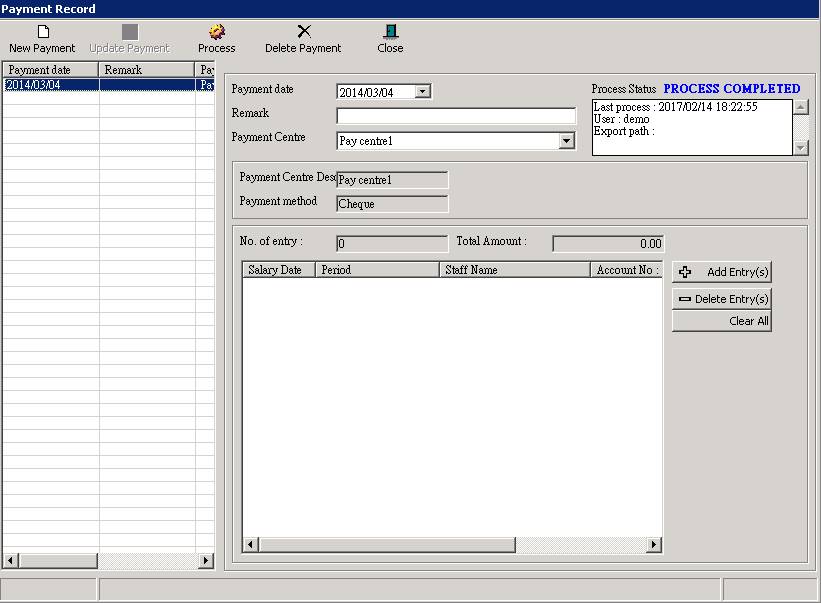 Payment Record
New Payment Update Payment Process Delete Payment Close
Payment date Remark Pay
2014/03/04 Pay
Payment date 2014/03/04 Process Status PROCESS COMPLETED
Remark
Last process : 2017/02/14 18:22:55
User : demo
Export path :
Payment Centre Pay centre1
Payment Centre Desc Pay centre1
Payment method Cheque
No. of entry : 0 Total Amount : 0.00
Salary Date Period Staff Name Account No :
Add Entry(s)
Delete Entry(s)
Clear All